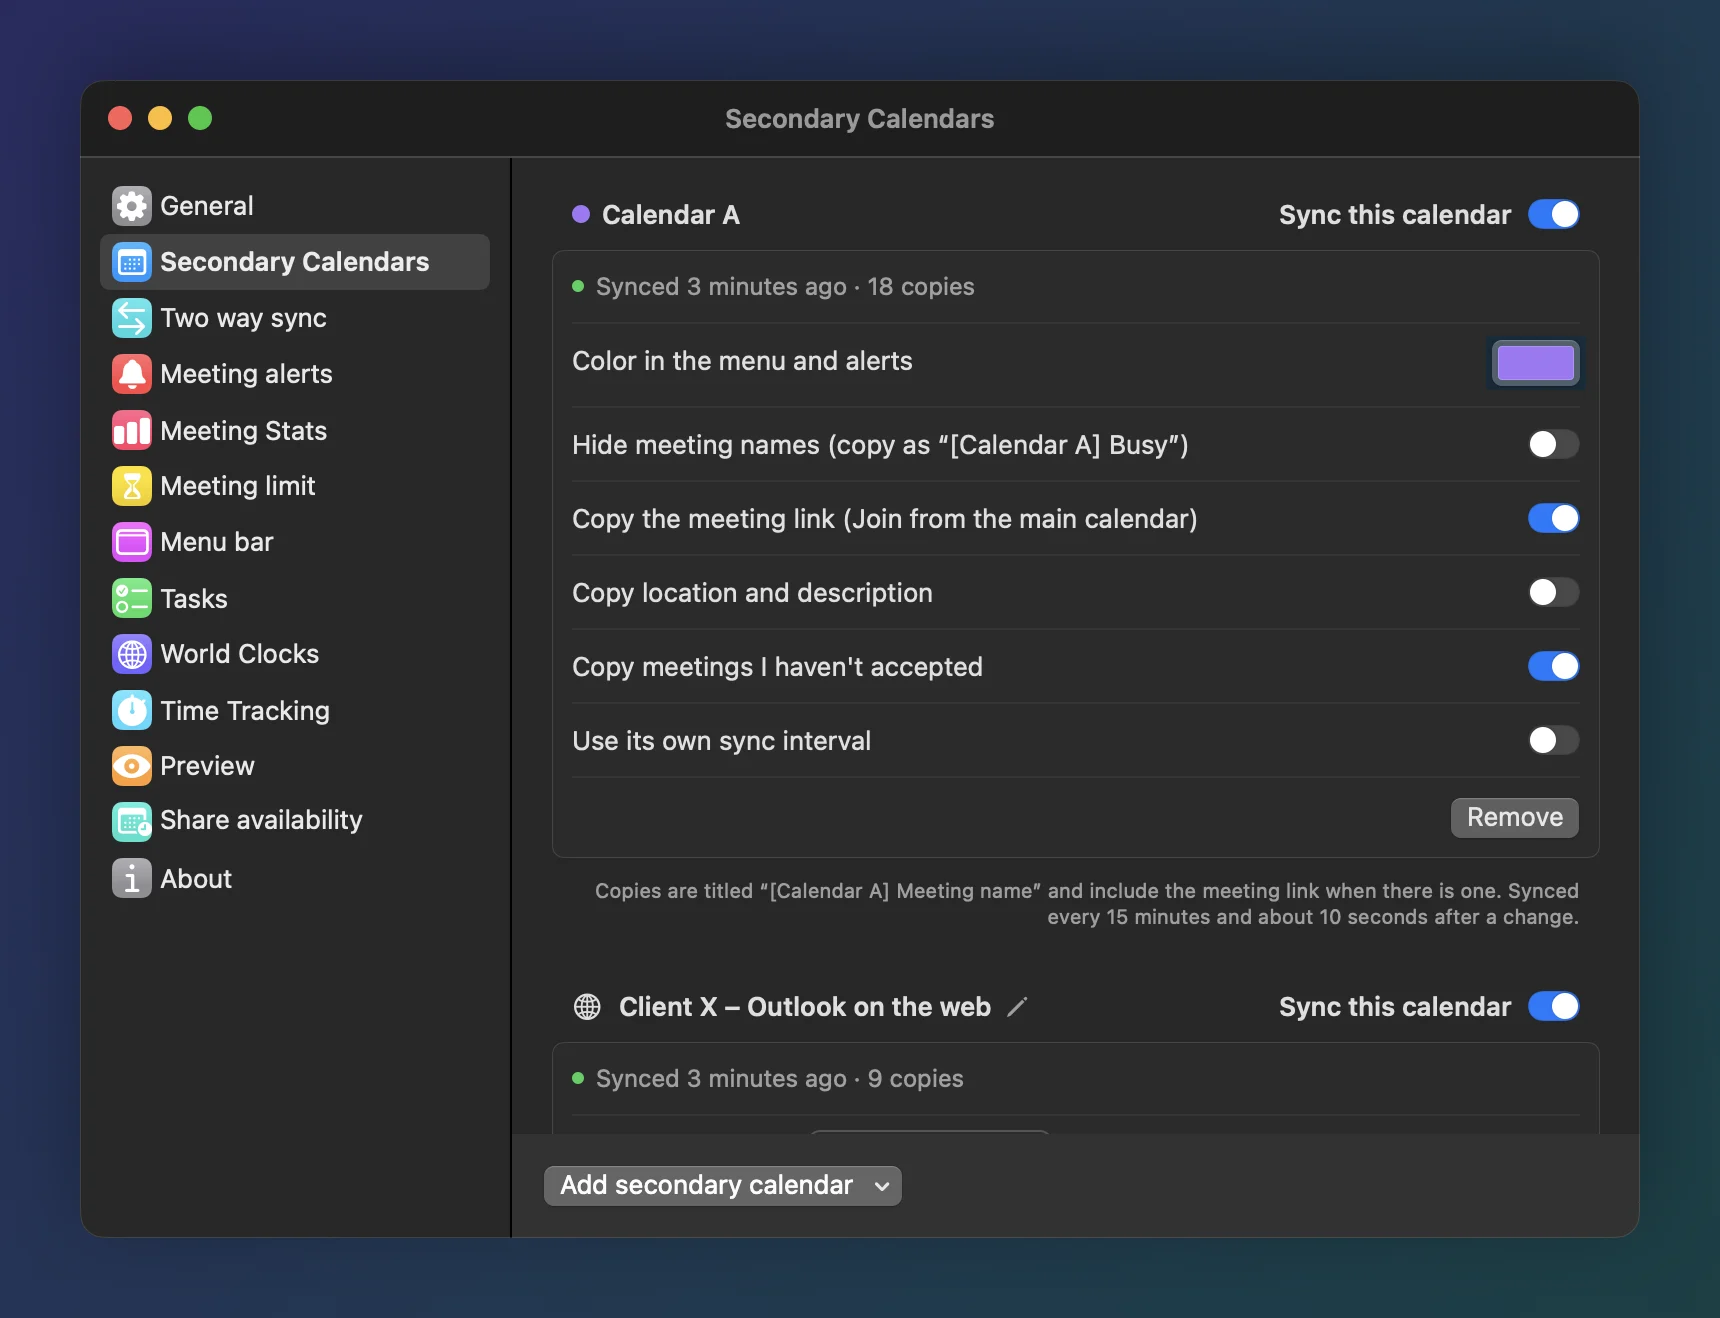 Secondary Calendars
General
Secondary Calendars
Two way sync
Meeting alerts
Meeting Stats
Meeting limit
Menu bar
Tasks
World Clocks
Time Tracking
Preview
Share availability
About
Calendar A
Sync this calendar
Synced 3 minutes ago · 18 copies
Color in the menu and alerts
Hide meeting names (copy as “[Calendar A] Busy”)
Copy the meeting link (Join from the main calendar)
Copy location and description
Copy meetings I haven't accepted
Use its own sync interval
Remove
Copies are titled “[Calendar A] Meeting name” and include the meeting link when there is one. Synced
every 15 minutes and about 10 seconds after a change.
Client X – Outlook on the web
Sync this calendar
Synced 3 minutes ago · 9 copies
Add secondary calendar